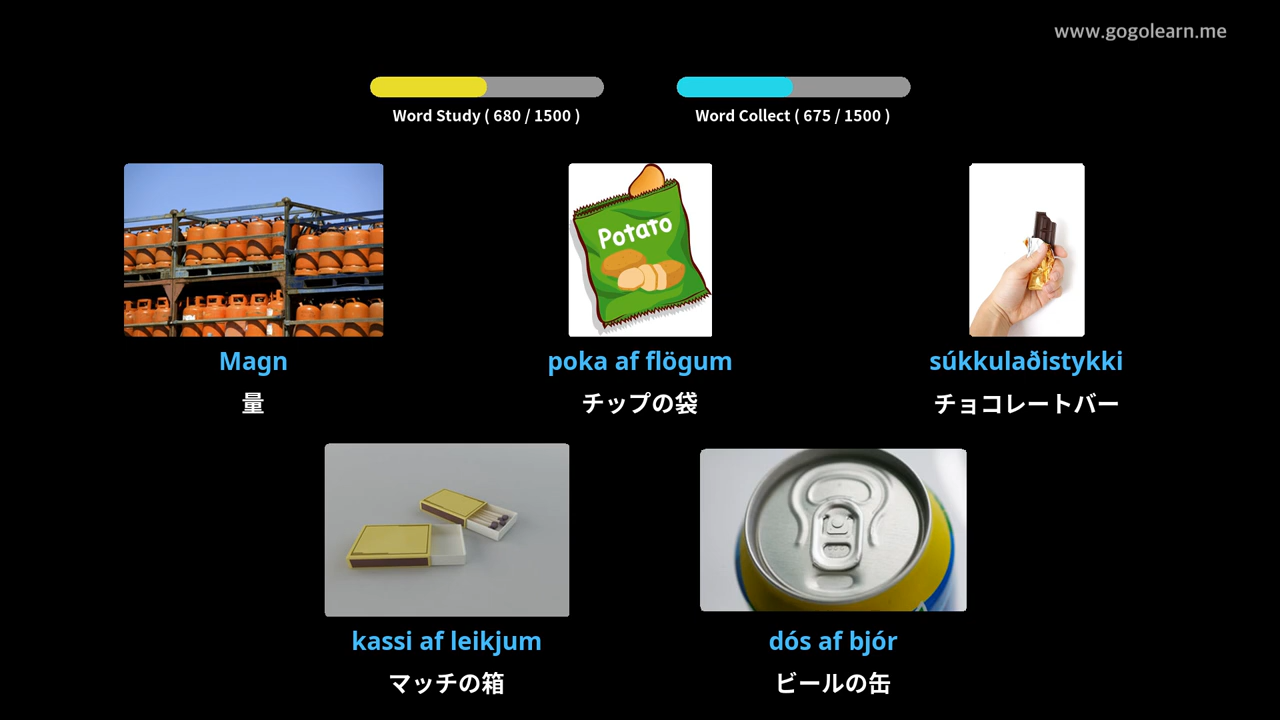 www.gogolearn.me
Word Study ( 680 / 1500 )
Word Collect ( 675 / 1500 )
Potato
Magn
量
poka af flögum
チップの袋
súkkulaðistykki
チョコレートバー
kassi af leikjum
マッチの箱
dós af bjór
ビールの缶